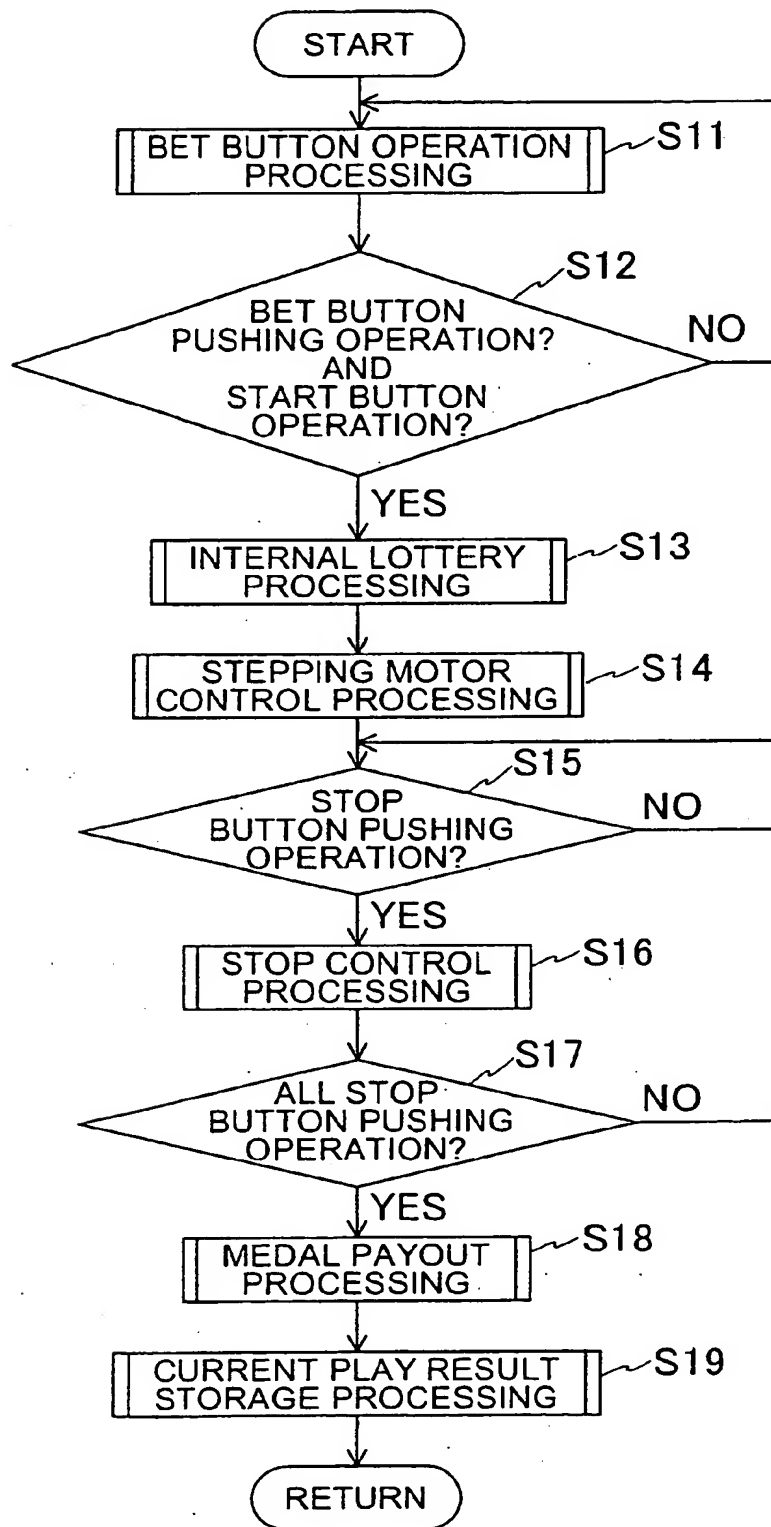 START
BET BUTTON OPERATION
PROCESSING
S11
S12
BET BUTTON
PUSHING OPERATION?
AND
START BUTTON
OPERATION?
NO
YES
INTERNAL LOTTERY
PROCESSING
S13
STEPPING MOTOR
CONTROL PROCESSING
S14
S15
STOP
BUTTON PUSHING
OPERATION?
NO
YES
STOP CONTROL
PROCESSING
S16
S17
ALL STOP
BUTTON PUSHING
OPERATION?
NO
YES
MEDAL PAYOUT
PROCESSING
S18
CURRENT PLAY RESULT
STORAGE PROCESSING
S19
RETURN